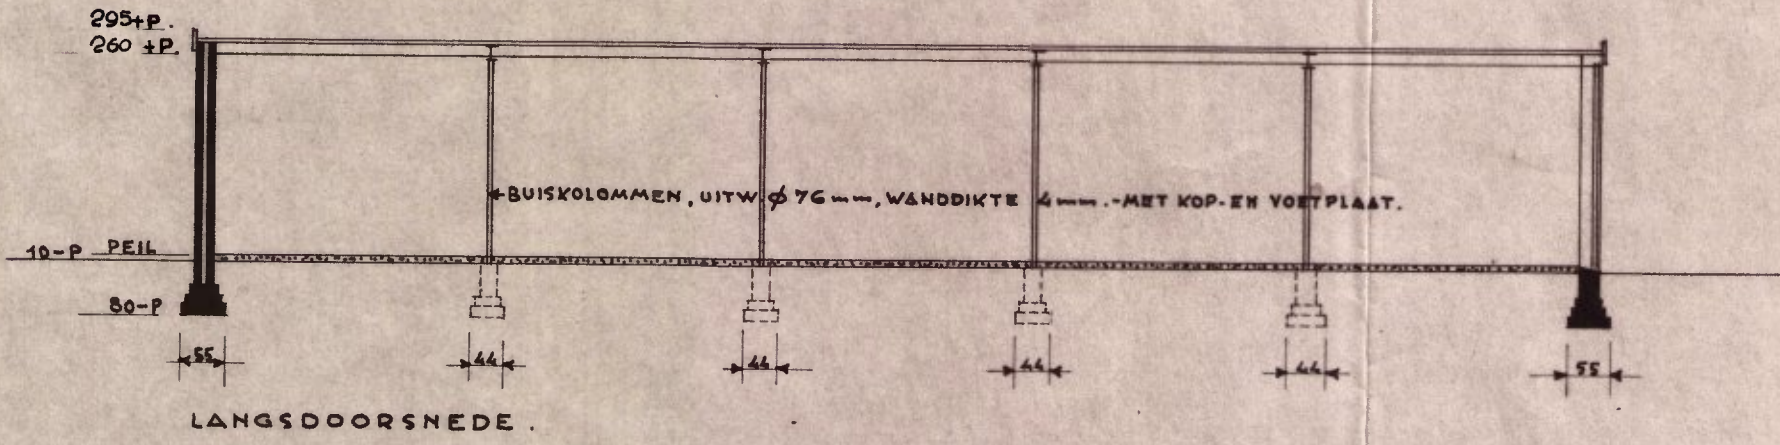 295+P.
260 +P.
←BUISKOLOMMEN, UITW. ϕ 76 mm, WANDDIKTE 4 mm.-MET KOP-EN VOETPLAAT.
10-P PEIL
80-P
55 44 44 44 44 55
LANGSDOORSNEDE.